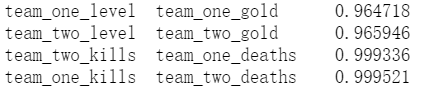 team_one_level team_one_gold 0.964718
team_two_level team_two_gold 0.965946
team_two_kills team_one_deaths 0.999336
team_one_kills team_two_deaths 0.999521